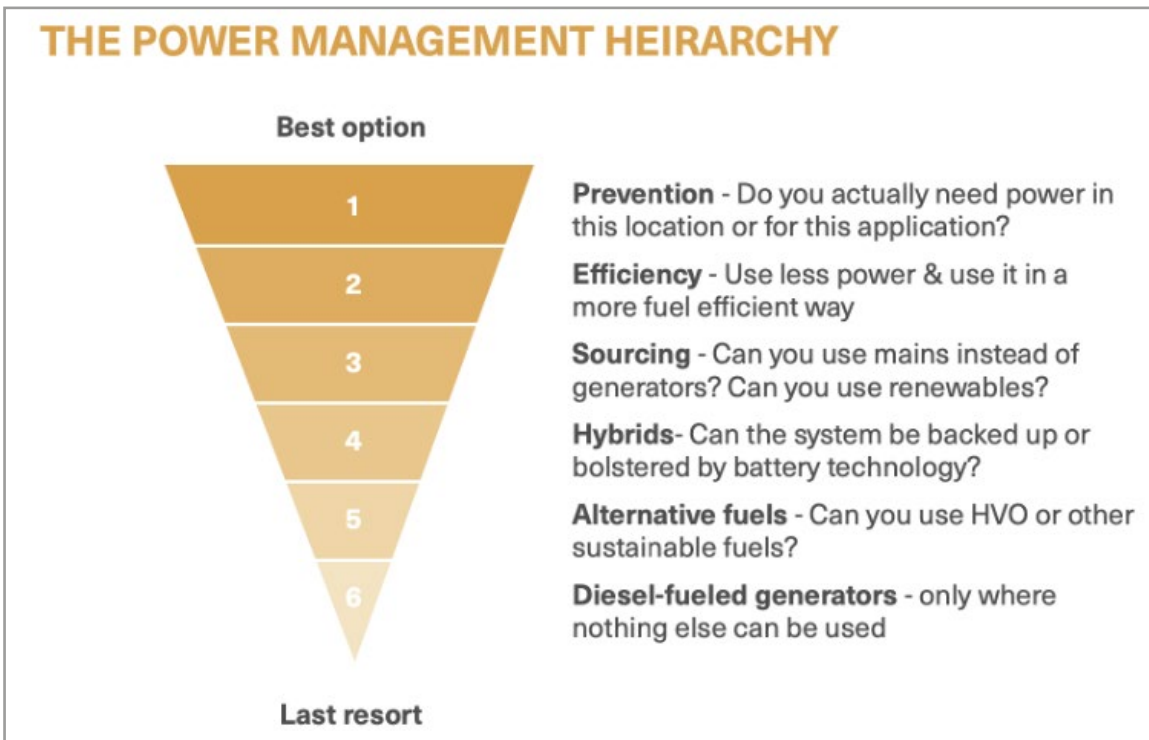 THE POWER MANAGEMENT HEIRARCHY
Best option
1
Prevention - Do you actually need power in
this location or for this application?
2
Efficiency - Use less power & use it in a
more fuel efficient way
3
Sourcing - Can you use mains instead of
generators? Can you use renewables?
4
Hybrids- Can the system be backed up or
bolstered by battery technology?
5
Alternative fuels - Can you use HVO or other
sustainable fuels?
6
Diesel-fueled generators - only where
nothing else can be used
Last resort